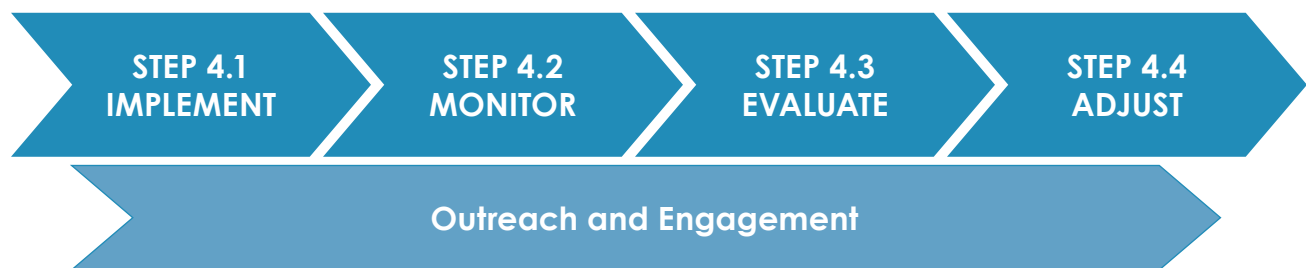 STEP 4.1
IMPLEMENT
STEP 4.2
MONITOR
STEP 4.3
EVALUATE
STEP 4.4
ADJUST
Outreach and Engagement